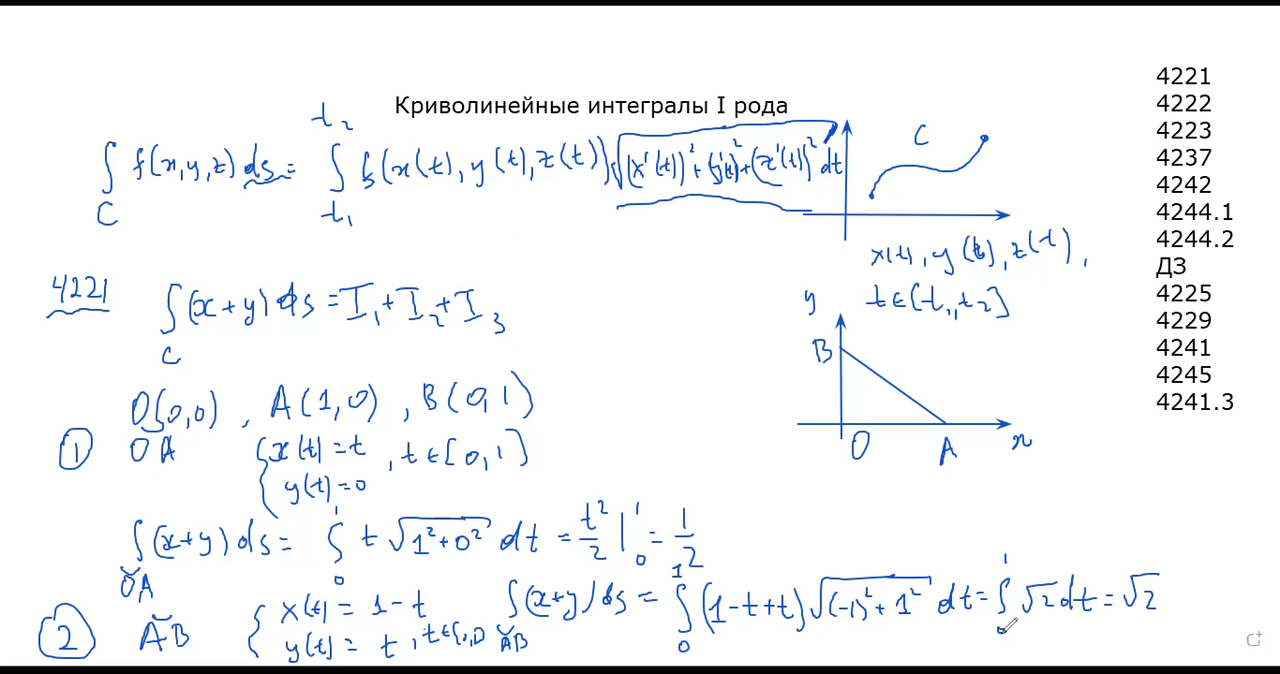 Криволинейные интегралы I рода
∫_C f(x,y,z) ds = ∫_{t₁}^{t₂} f(x(t), y(t), z(t)) √((x'(t))² + (y'(t))² + (z'(t))²) dt
C
x(t), y(t), z(t),
t∈[t₁, t₂]
4221 ∫_C (x+y) ds = I₁ + I₂ + I₃
O(0,0), A(1,0), B(0,1)
① OA { x(t) = t
y(t) = 0 , t∈[0,1]
∫_{OA} (x+y) ds = ∫_0^1 t √(1²+0²) dt = t²/2 |_0^1 = 1/2
② AB { x(t) = 1-t
y(t) = t , t∈[0,1]
∫_{AB} (x+y) ds = ∫_0^1 (1-t+t) √((-1)²+1²) dt = ∫_0^1 √2 dt = √2
y
B
O
A
x
4221
4222
4223
4237
4242
4244.1
4244.2
ДЗ
4225
4229
4241
4245
4241.3